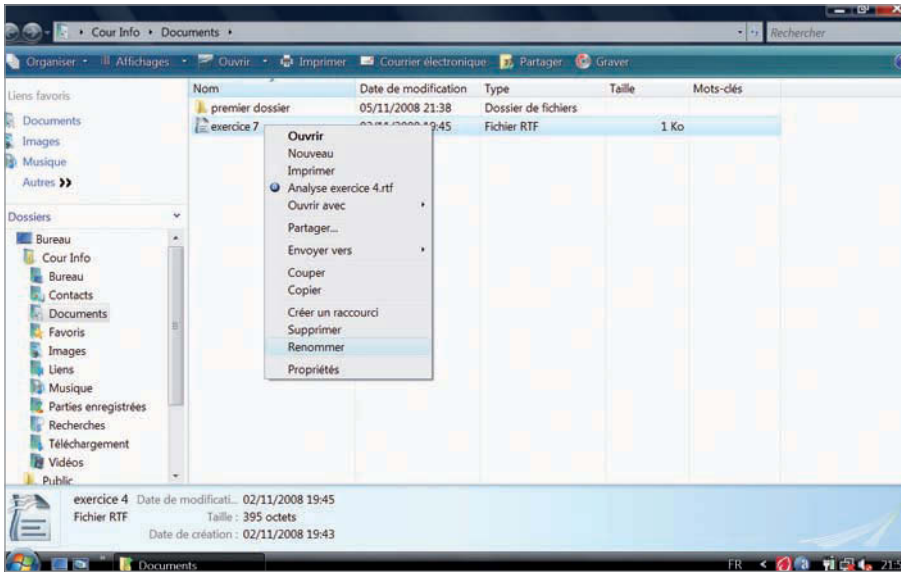 Cour Info Documents
Rechercher
Organiser Affichages Ouvrir Imprimer Courrier électronique Partager Graver
Liens favoris
Documents
Images
Musique
Autres
Dossiers
Bureau
Cour Info
Bureau
Contacts
Documents
Favoris
Images
Liens
Musique
Parties enregistrées
Recherches
Téléchargement
Vidéos
Public
Nom Date de modification Type Taille Mots-clés
premier dossier 05/11/2008 21:38 Dossier de fichiers
exercice 7 02/11/2008 19:45 Fichier RTF 1 Ko
Ouvrir
Nouveau
Imprimer
Analyse exercice 4.rtf
Ouvrir avec
Partager...
Envoyer vers
Couper
Copier
Créer un raccourci
Supprimer
Renommer
Propriétés
exercice 4 Date de modificati... 02/11/2008 19:45
Fichier RTF Taille : 395 octets
Date de création : 02/11/2008 19:43
Documents FR